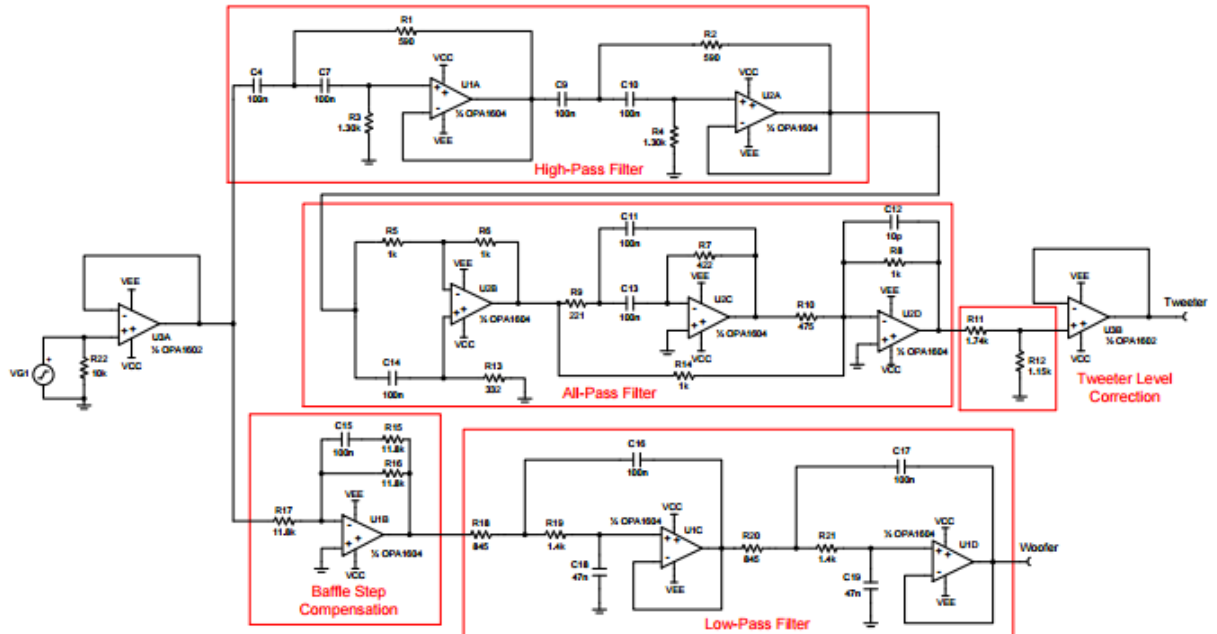 R1
590
R2
590
C4
100n
C7
100n
VCC
U1A
+
-
½ OPA1604
VEE
R3
1.30k
C9
100n
C10
100n
VCC
U2A
+
-
½ OPA1604
VEE
R4
1.30k
High-Pass Filter
R5
1k
R6
1k
VEE
U2B
-
+
½ OPA1604
VCC
C14
100n
R13
332
R9
221
C11
100n
C13
100n
R7
422
VEE
U2C
-
+
½ OPA1604
VCC
R10
475
R14
1k
C12
10p
R8
1k
VEE
U2D
-
+
½ OPA1604
VCC
All-Pass Filter
R11
1.74k
R12
1.15k
Tweeter Level
Correction
VEE
-
+
U3B
½ OPA1602
VCC
Tweeter
VG1
+
R22
10k
VEE
-
+
U3A
½ OPA1602
VCC
C15
100n
R15
11.8k
R16
11.8k
R17
11.8k
VEE
U1B
-
+
½ OPA1604
VCC
Baffle Step
Compensation
R18
845
R19
1.4k
C16
100n
C18
47n
½ OPA1604
VCC
U1C
+
-
VEE
R20
845
R21
1.4k
C17
100n
C19
47n
½ OPA1604
VCC
U1D
+
-
VEE
Woofer
Low-Pass Filter